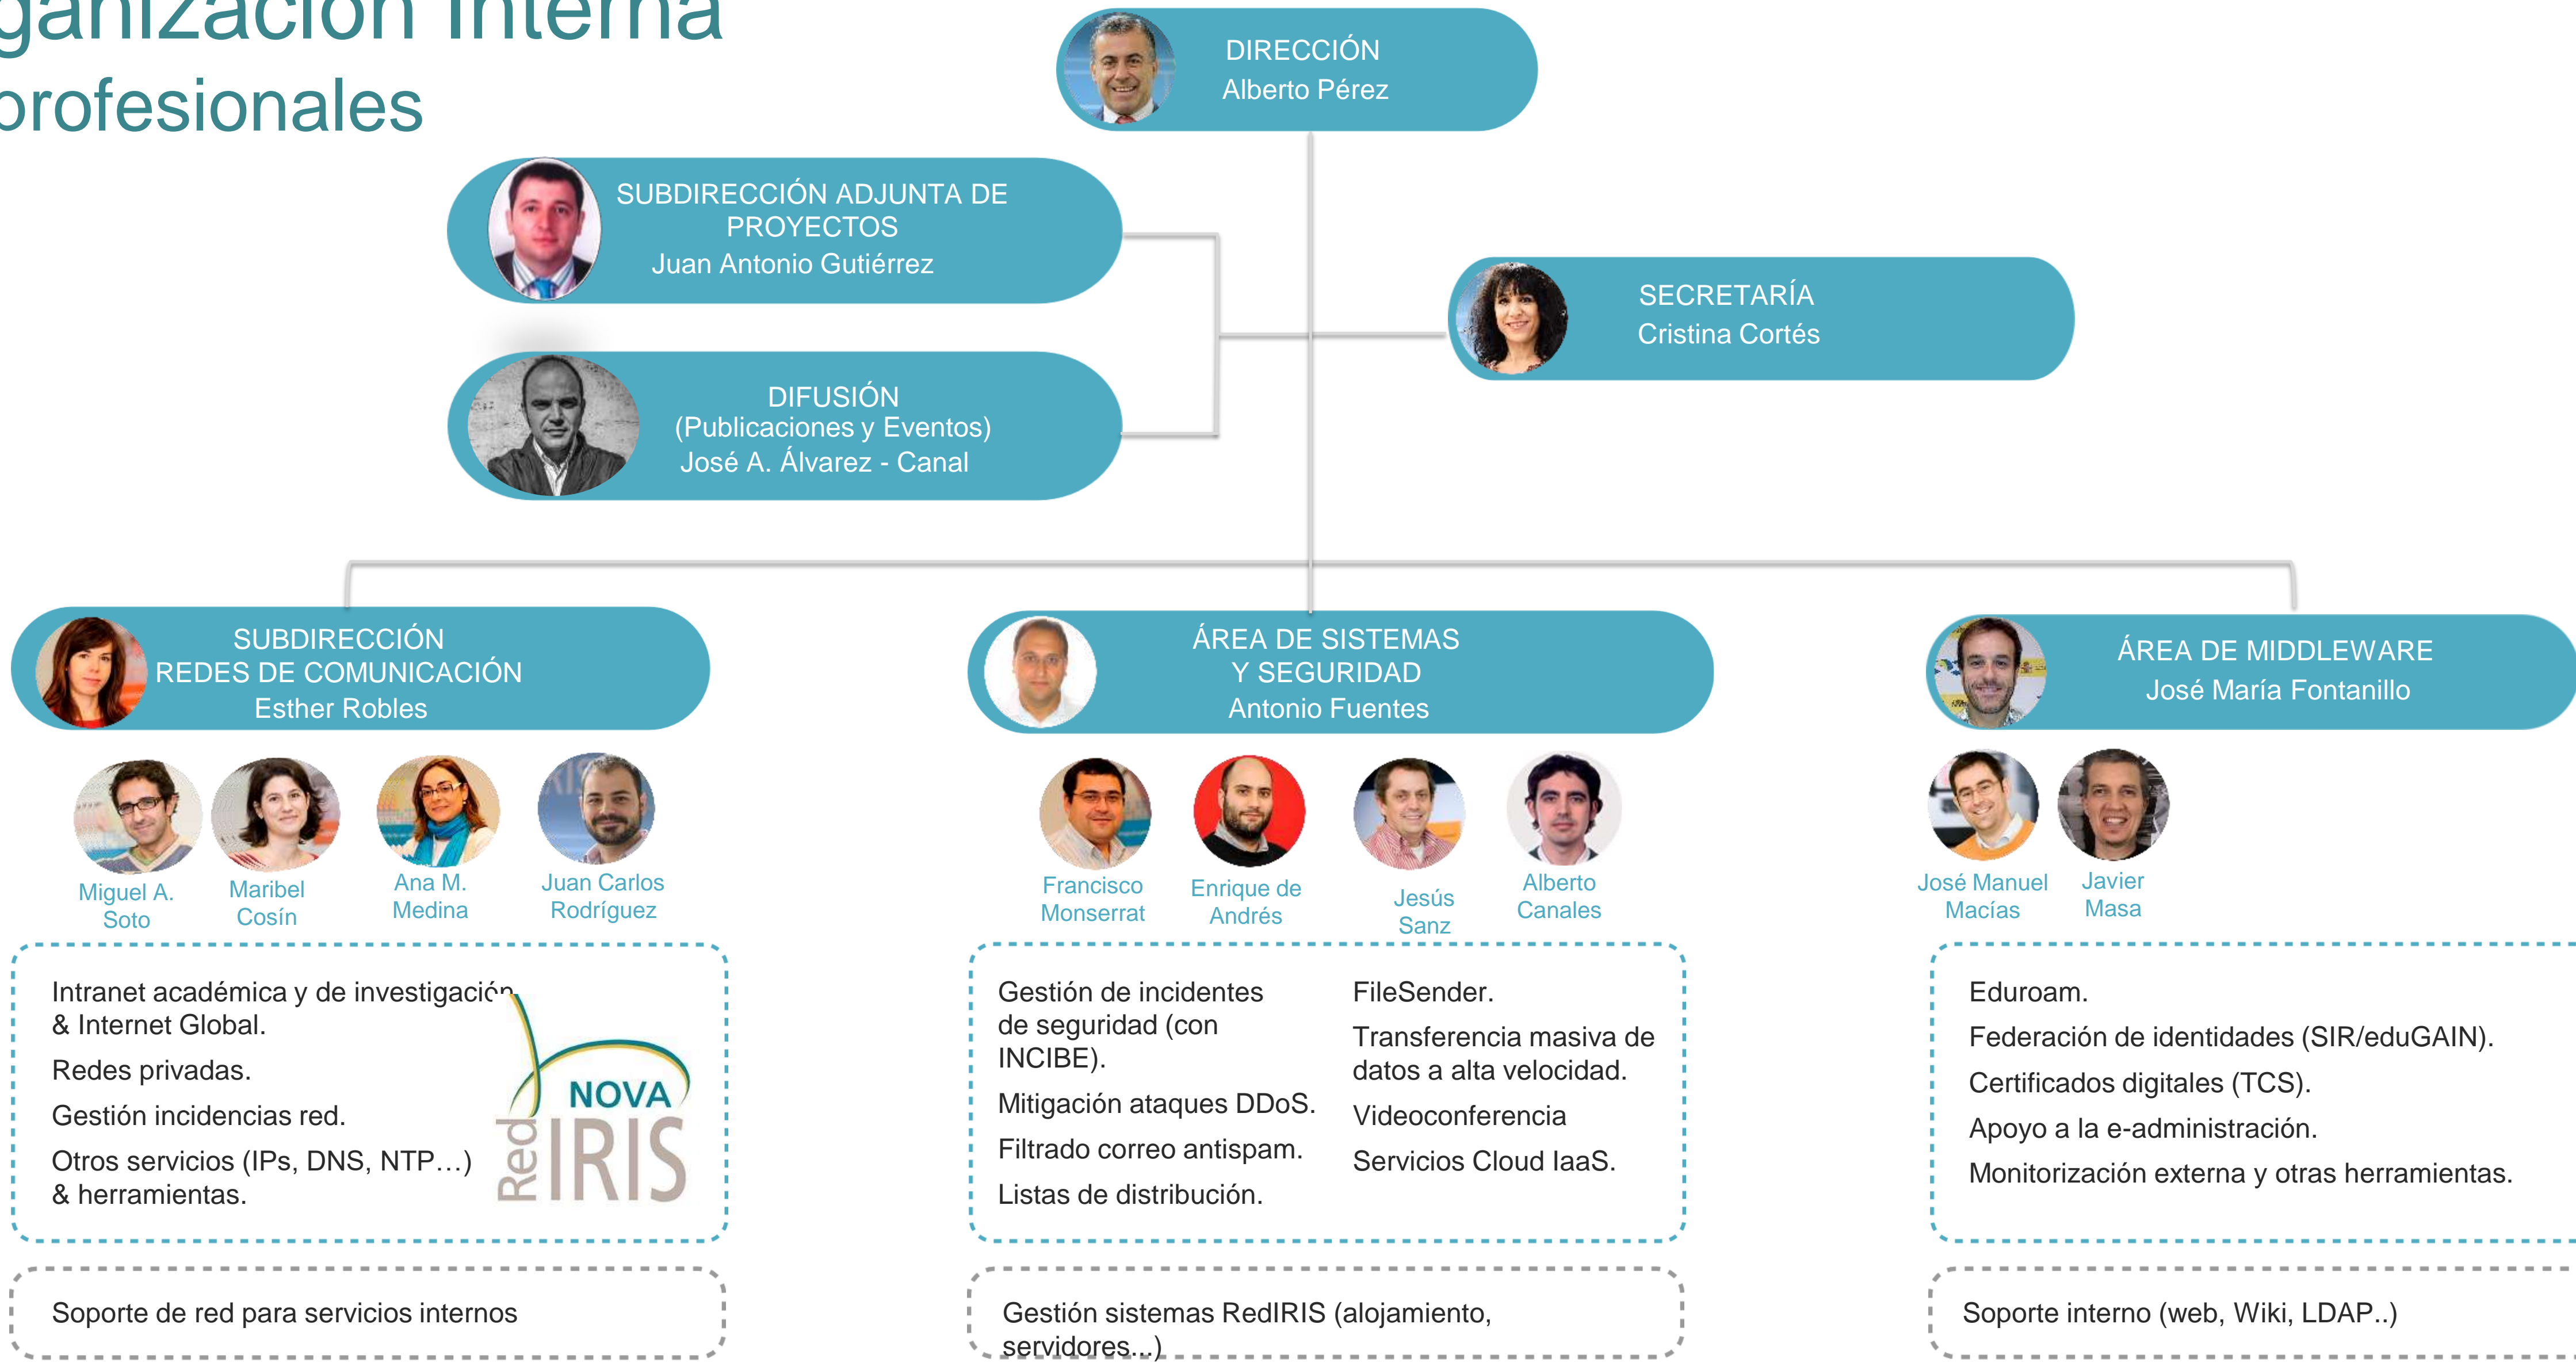 ganización Interna
profesionales
DIRECCIÓN
Alberto Pérez
SUBDIRECCIÓN ADJUNTA DE
PROYECTOS
Juan Antonio Gutiérrez
SECRETARÍA
Cristina Cortés
DIFUSIÓN
(Publicaciones y Eventos)
José A. Álvarez - Canal
SUBDIRECCIÓN
REDES DE COMUNICACIÓN
Esther Robles
ÁREA DE SISTEMAS
Y SEGURIDAD
Antonio Fuentes
ÁREA DE MIDDLEWARE
José María Fontanillo
Miguel A.
Soto
Maribel
Cosín
Ana M.
Medina
Juan Carlos
Rodríguez
Francisco
Monserrat
Enrique de
Andrés
Jesús
Sanz
Alberto
Canales
José Manuel
Macías
Javier
Masa
Intranet académica y de investigación
& Internet Global.
Redes privadas.
Gestión incidencias red.
Otros servicios (IPs, DNS, NTP…)
& herramientas.
NOVA
Red IRIS
Gestión de incidentes
de seguridad (con
INCIBE).
Mitigación ataques DDoS.
Filtrado correo antispam.
Listas de distribución.
FileSender.
Transferencia masiva de
datos a alta velocidad.
Videoconferencia
Servicios Cloud IaaS.
Eduroam.
Federación de identidades (SIR/eduGAIN).
Certificados digitales (TCS).
Apoyo a la e-administración.
Monitorización externa y otras herramientas.
Soporte de red para servicios internos
Gestión sistemas RedIRIS (alojamiento,
servidores...)
Soporte interno (web, Wiki, LDAP..)